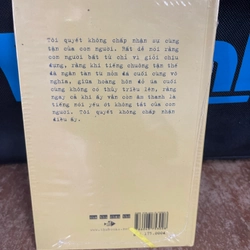 Tôi quyết không chấp nhận sự cùng
tận của con người. Rất dễ nói rằng
con người bất tử chỉ vì giỏi chịu
đựng, rằng khi tiếng chuông tận thế
đã ngân tan từ hòn đá cuối cùng vô
nghĩa, giữa hoàng hôn đỏ úa cuối
cùng không có thủy triều lên, rằng
ngay cả khi ấy vẫn còn âm thanh là
tiếng nói yếu ớt không tắt của con
người. Tôi quyết không chấp nhận
điều ấy.